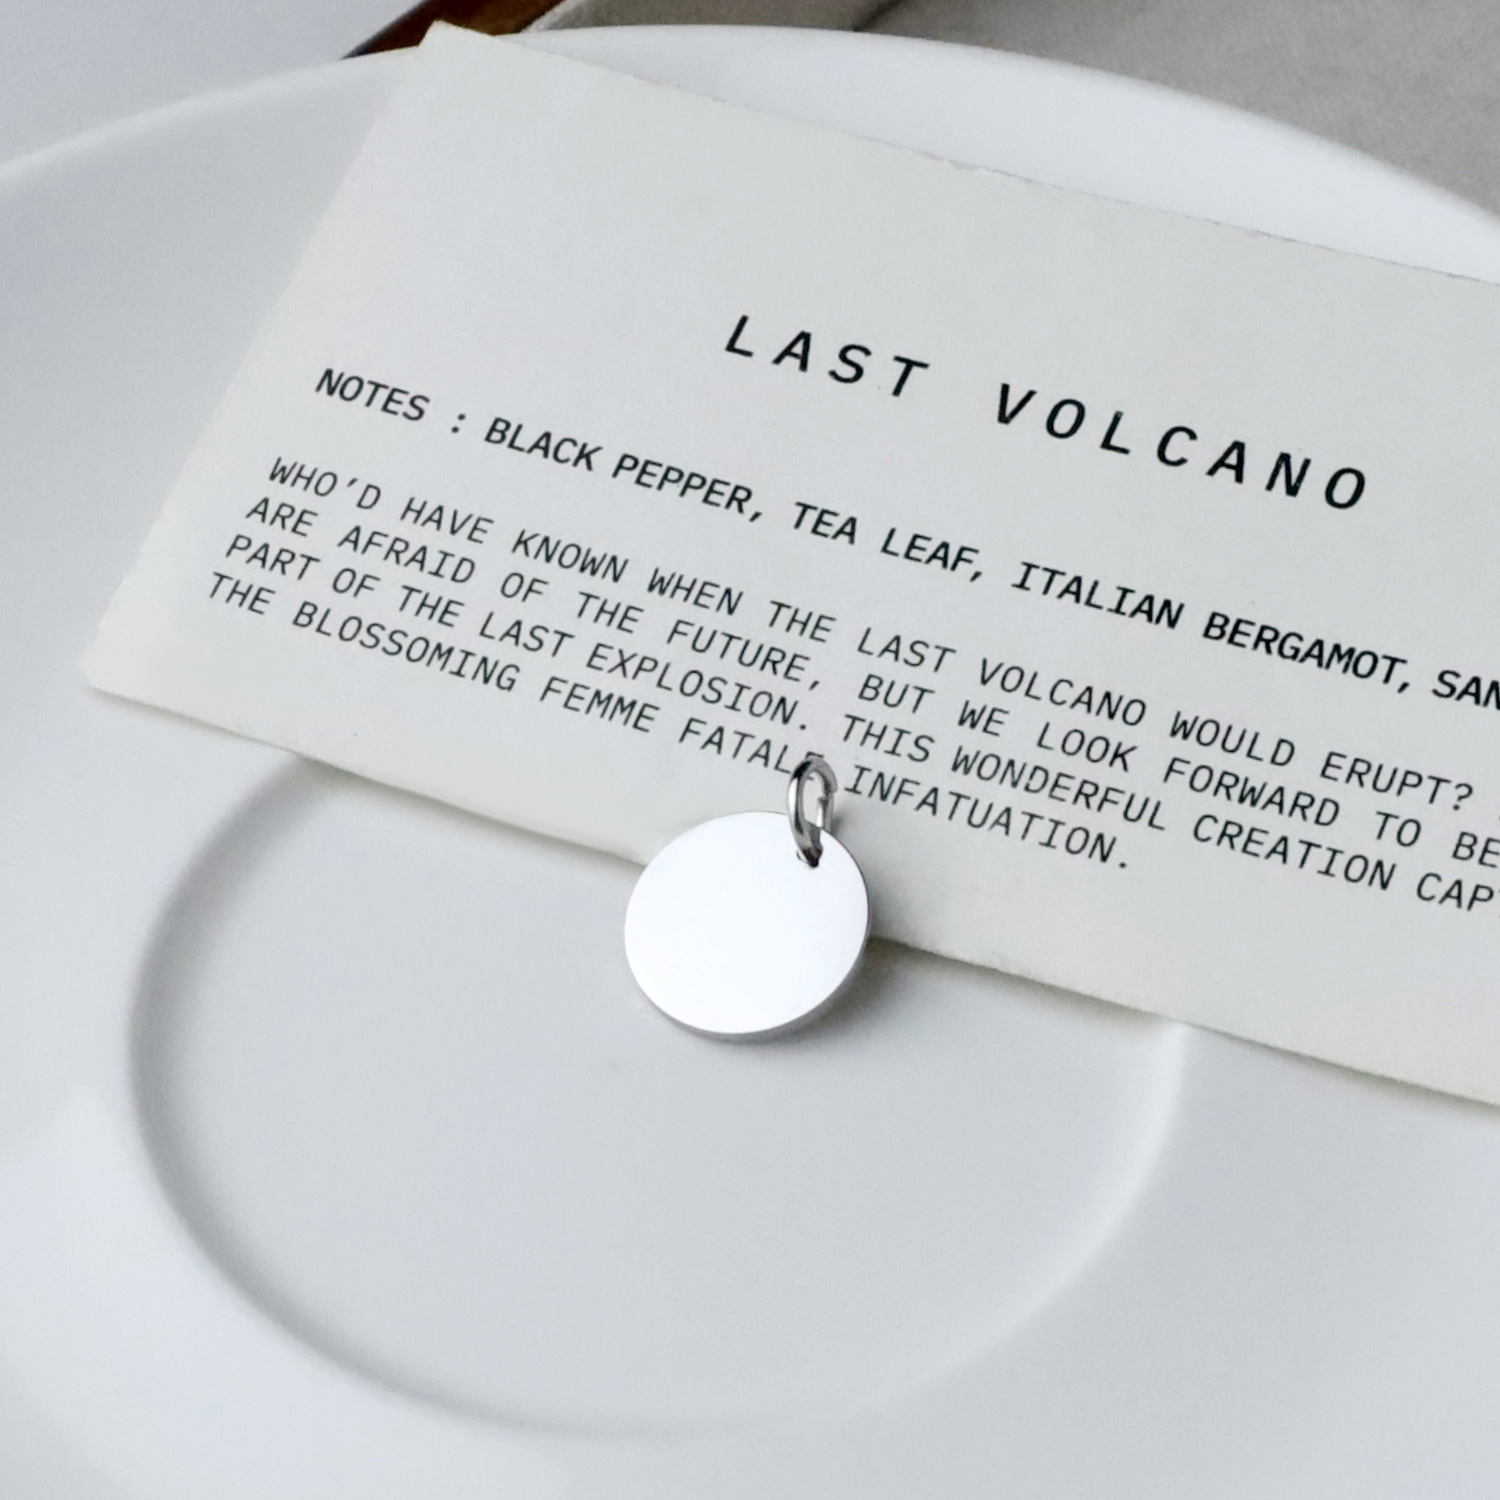 LAST VOLCANO
NOTES : BLACK PEPPER, TEA LEAF, ITALIAN BERGAMOT,
WHO'D HAVE KNOWN WHEN THE LAST VOLCANO WOULD ERUPT?
ARE AFRAID OF THE FUTURE, BUT WE LOOK FORWARD TO
PART OF THE LAST EXPLOSION. THIS WONDERFUL CREATION
THE BLOSSOMING FEMME FATALE INFATUATION.